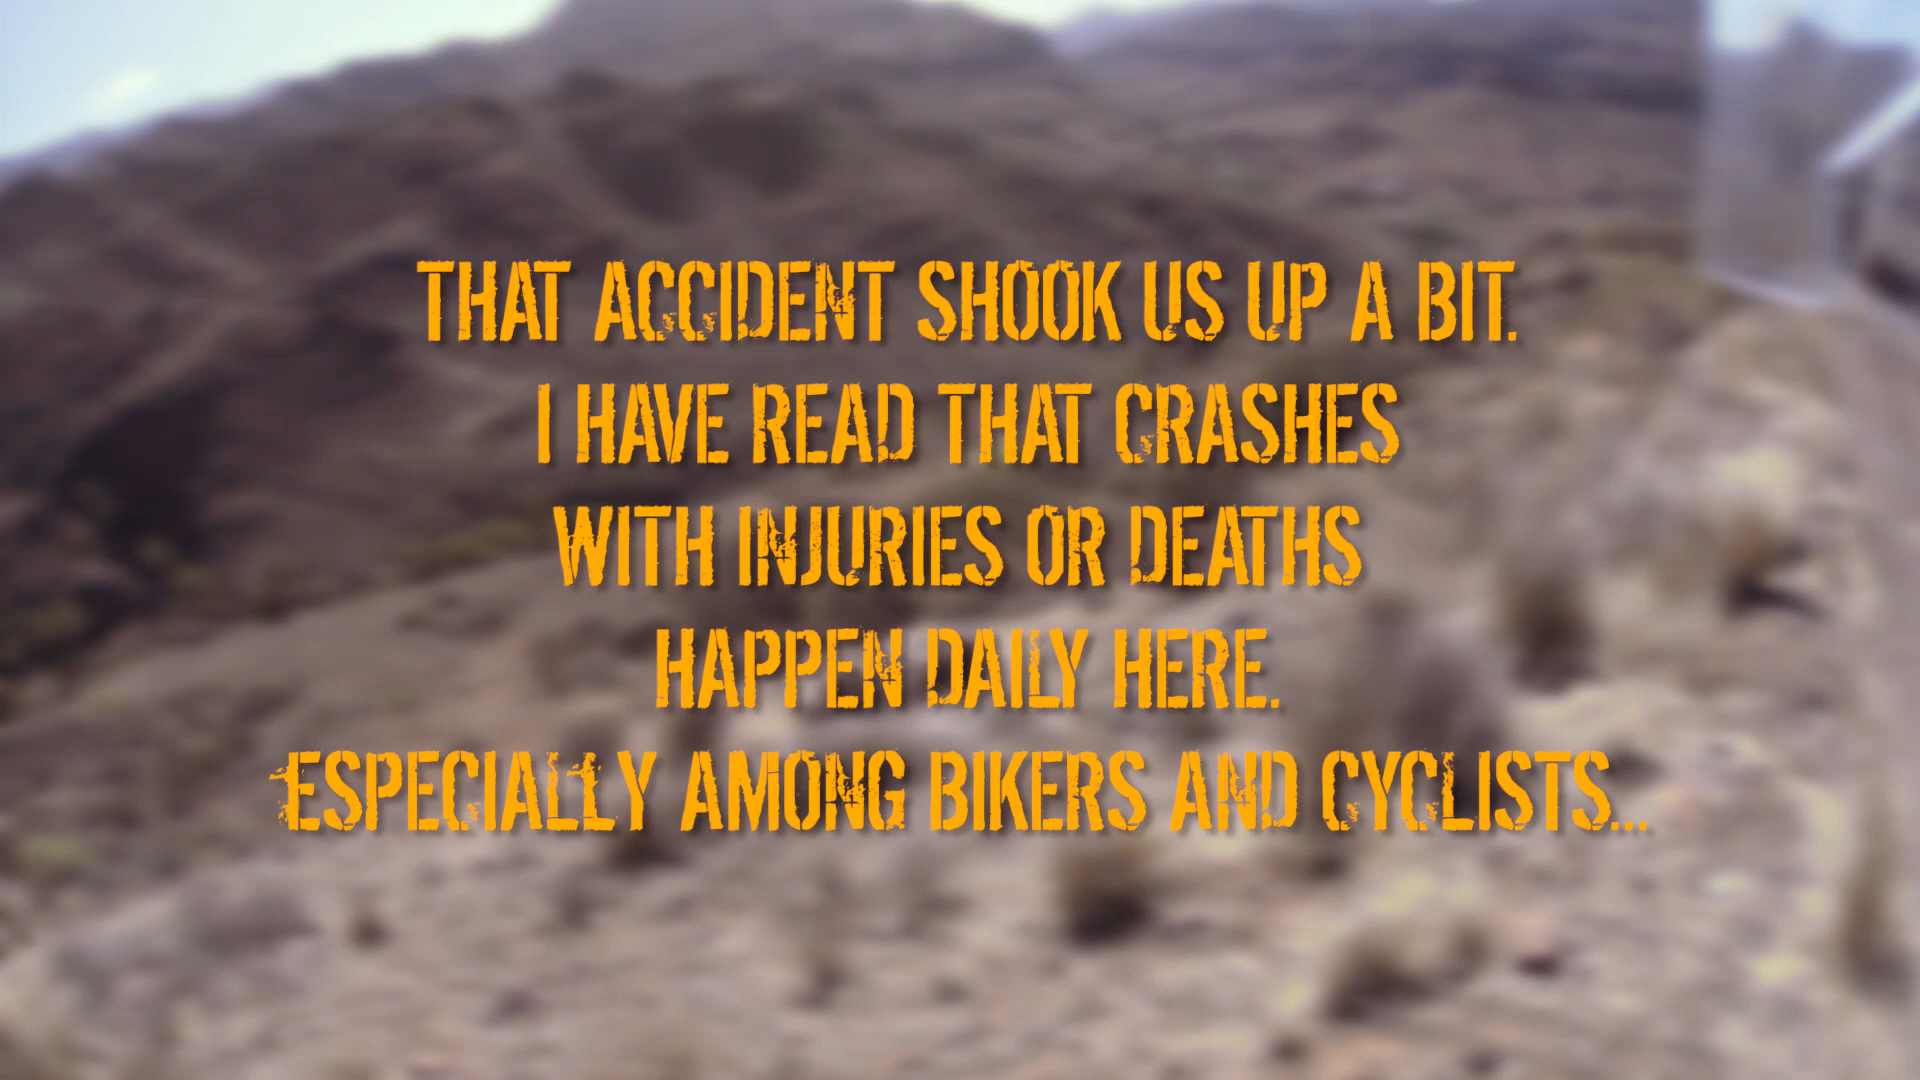 THAT ACCIDENT SHOOK US UP A BIT.
I HAVE READ THAT CRASHES
WITH INJURIES OR DEATHS
HAPPEN DAILY HERE.
ESPECIALLY AMONG BIKERS AND CYCLISTS...